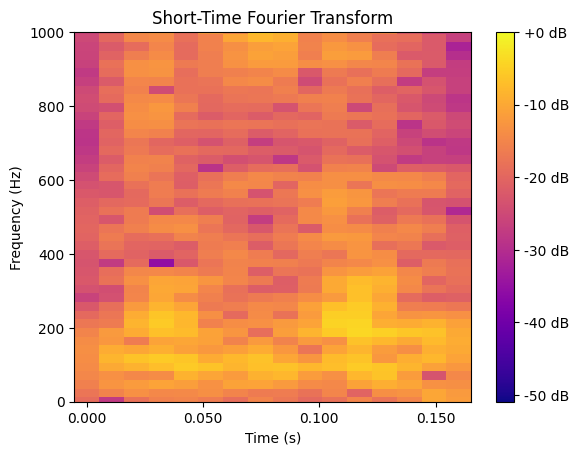 Short-Time Fourier Transform
Frequency (Hz)
1000
800
600
400
200
0
0.000
0.050
0.100
0.150
Time (s)
+0 dB
-10 dB
-20 dB
-30 dB
-40 dB
-50 dB